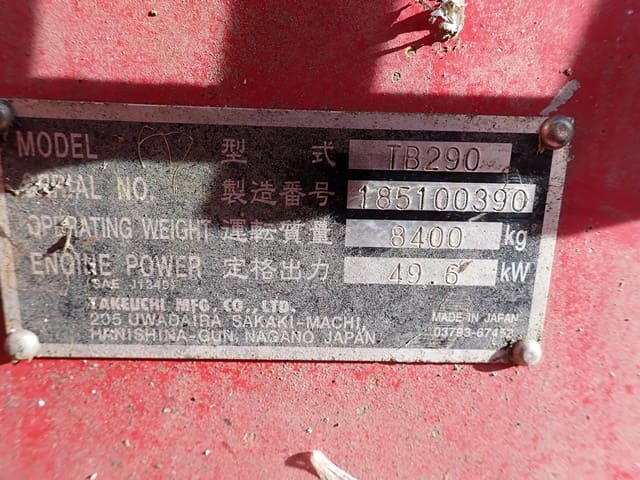 MODEL 型 式 TB290
SERIAL NO. 製造番号 185100390
OPERATING WEIGHT 運転質量 8400 kg
ENGINE POWER 定格出力 49.6 kW
(SAE J1349)
TAKEUCHI MFG. CO., LTD.
205 UWADAIRA, SAKAKI-MACHI,
HANISHINA-GUN, NAGANO JAPAN.
MADE IN JAPAN